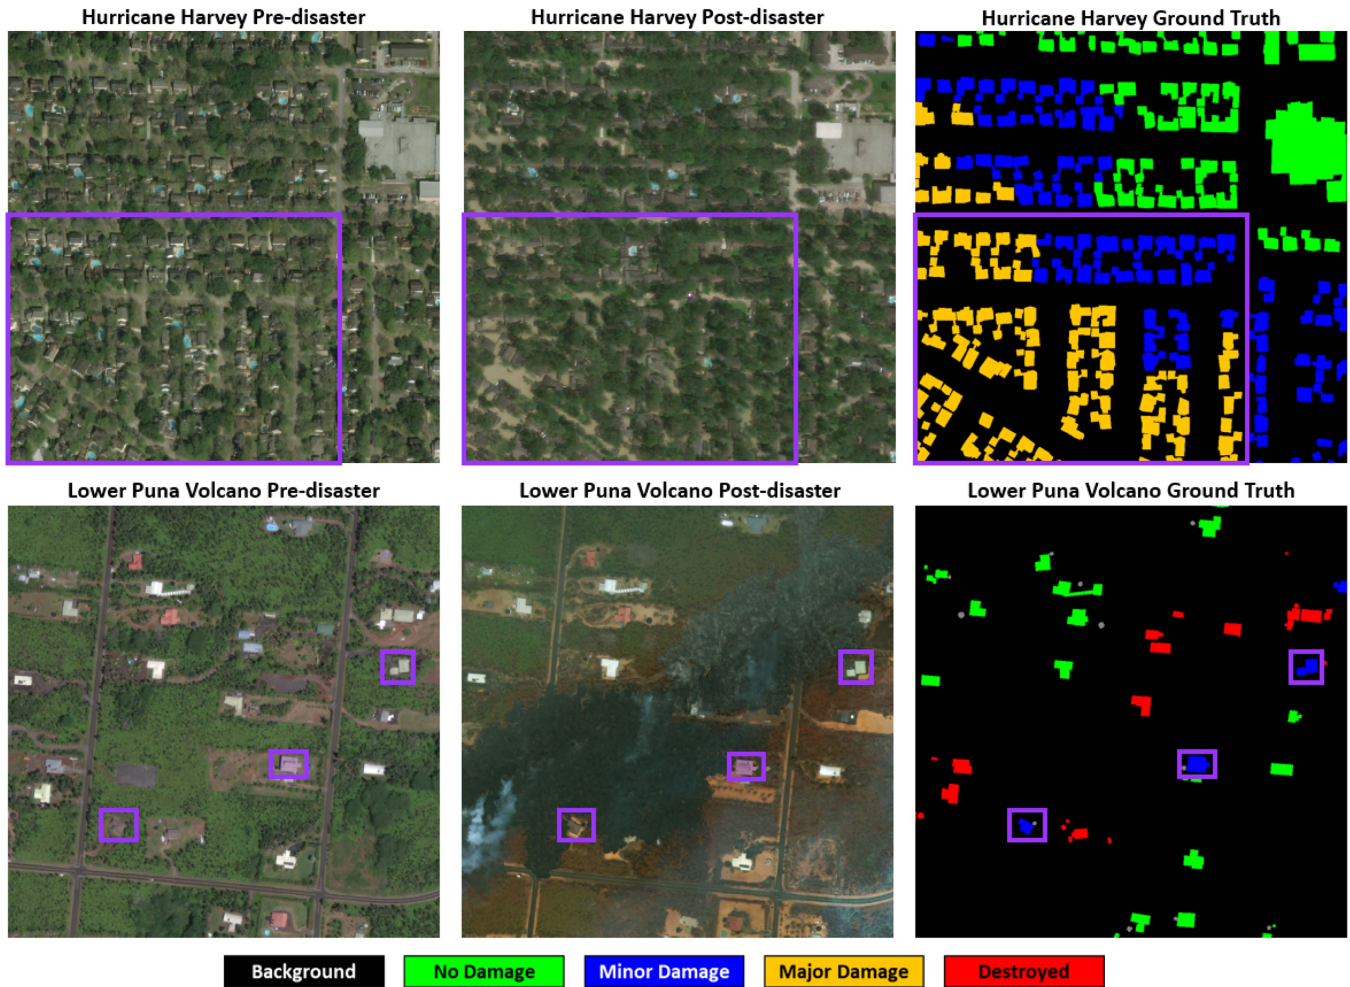 Hurricane Harvey Pre-disaster
Hurricane Harvey Post-disaster
Hurricane Harvey Ground Truth
Lower Puna Volcano Pre-disaster
Lower Puna Volcano Post-disaster
Lower Puna Volcano Ground Truth
Background
No Damage
Minor Damage
Major Damage
Destroyed